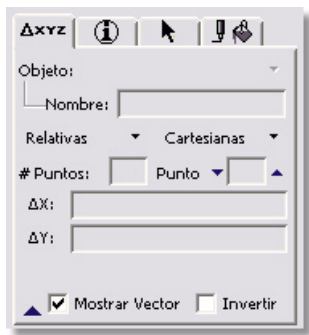 ΔXYZ
Objeto:
Nombre:
Relativas Cartesianas
# Puntos: Punto
ΔX:
ΔY:
Mostrar Vector Invertir